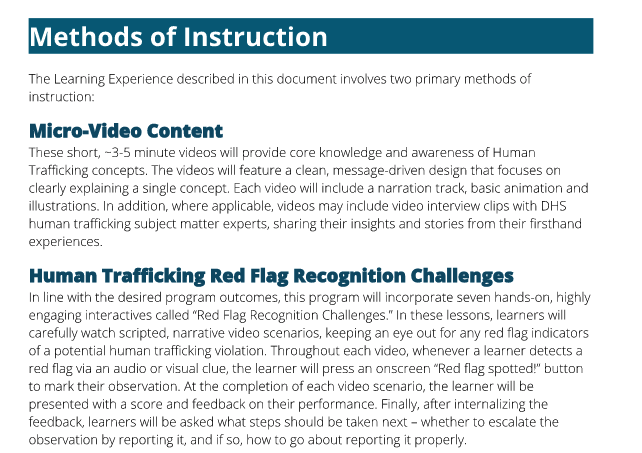 Methods of Instruction
The Learning Experience described in this document involves two primary methods of
instruction:
Micro-Video Content
These short, ~3-5 minute videos will provide core knowledge and awareness of Human
Trafficking concepts. The videos will feature a clean, message-driven design that focuses on
clearly explaining a single concept. Each video will include a narration track, basic animation and
illustrations. In addition, where applicable, videos may include video interview clips with DHS
human trafficking subject matter experts, sharing their insights and stories from their firsthand
experiences.
Human Trafficking Red Flag Recognition Challenges
In line with the desired program outcomes, this program will incorporate seven hands-on, highly
engaging interactives called “Red Flag Recognition Challenges.” In these lessons, learners will
carefully watch scripted, narrative video scenarios, keeping an eye out for any red flag indicators
of a potential human trafficking violation. Throughout each video, whenever a learner detects a
red flag via an audio or visual clue, the learner will press an onscreen “Red flag spotted!” button
to mark their observation. At the completion of each video scenario, the learner will be
presented with a score and feedback on their performance. Finally, after internalizing the
feedback, learners will be asked what steps should be taken next – whether to escalate the
observation by reporting it, and if so, how to go about reporting it properly.